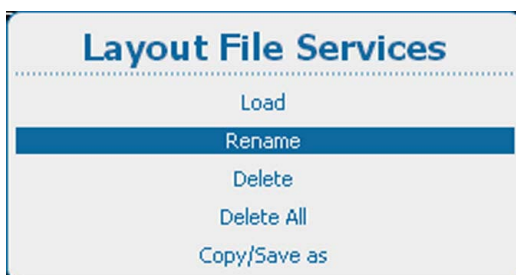 Layout File Services
Load
Rename
Delete
Delete All
Copy/Save as